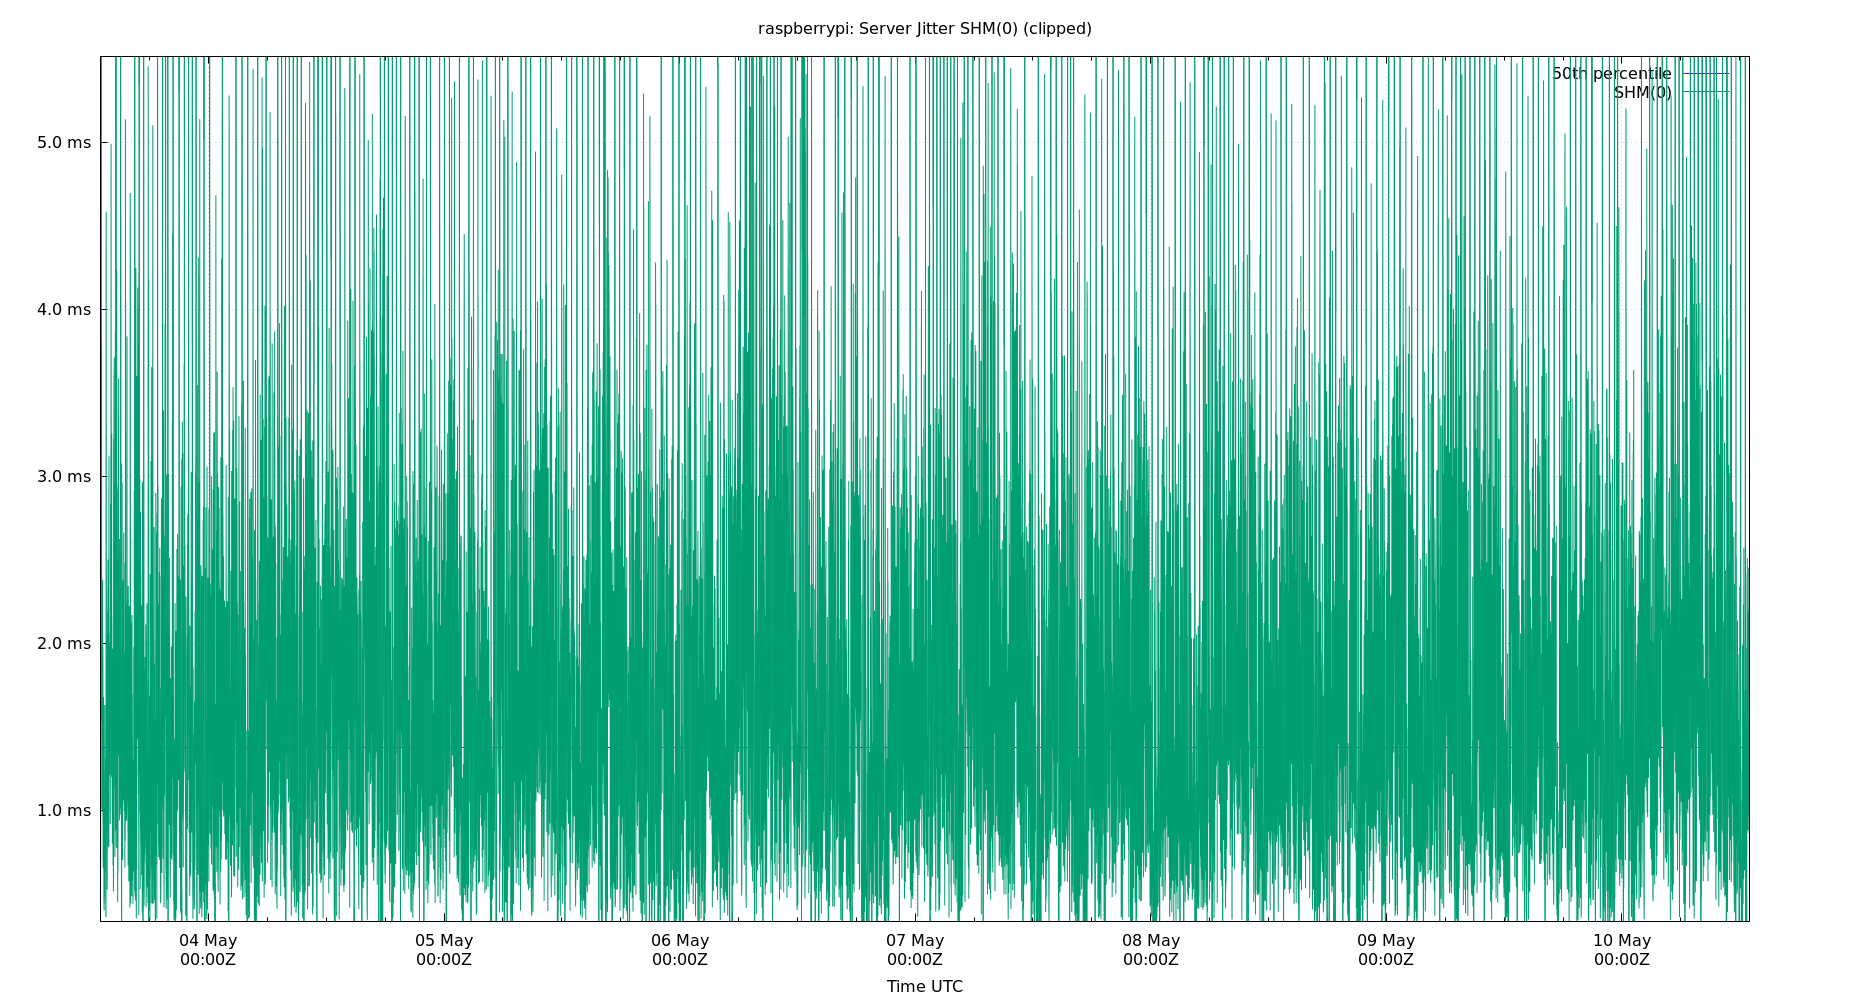 raspberrypi: Server Jitter SHM(0) (clipped)
50th percentile
SHM(0)
5.0 ms
4.0 ms
3.0 ms
2.0 ms
1.0 ms
04 May 05 May 06 May 07 May 08 May 09 May 10 May
00:00Z 00:00Z 00:00Z 00:00Z 00:00Z 00:00Z 00:00Z
Time UTC